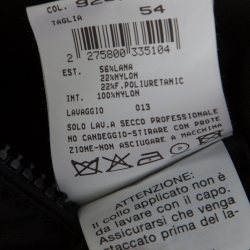 COL.
TAGLIA
54
2 275800 335104
EST. 56%LANA
22%NYLON
22%F.POLIURETANIC
INT. 100%NYLON
LAVAGGIO 013
SOLO LAV.A SECCO PROFESSIONALE
NO CANDEGGIO-STIRARE CON PROTE
ZIONE-NON ASCIUGARE A MACCHINA
ATTENZIONE:
Il collo applicato non è
da lavare con il capo.
Assicurarsi che venga
staccato prima del la-